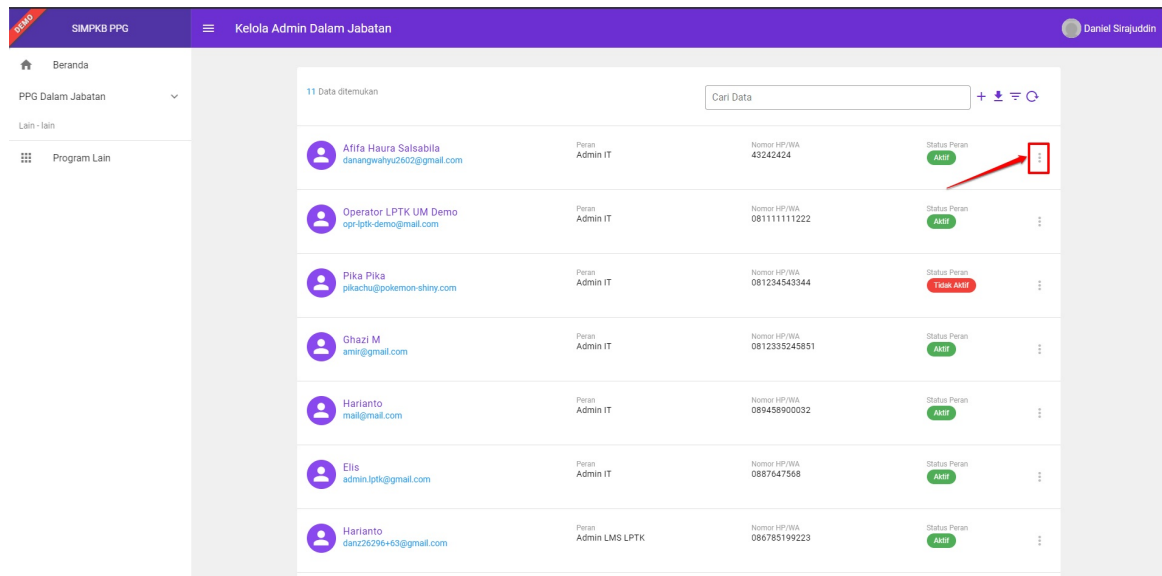 DEMO
SIMPKB PPG
Kelola Admin Dalam Jabatan
Daniel Sirajuddin
Beranda
PPG Dalam Jabatan
Lain - lain
Program Lain
11 Data ditemukan
Cari Data
Afifa Haura Salsabila
danangwahyu2602@gmail.com
Peran
Admin IT
Nomor HP/WA
43242424
Status Peran
Aktif
Operator LPTK UM Demo
opr-lptk-demo@mail.com
Peran
Admin IT
Nomor HP/WA
081111111222
Status Peran
Aktif
Pika Pika
pikachu@pokemon-shiny.com
Peran
Admin IT
Nomor HP/WA
081234543344
Status Peran
Tidak Aktif
Ghazi M
amir@gmail.com
Peran
Admin IT
Nomor HP/WA
0812335245851
Status Peran
Aktif
Harianto
mail@mail.com
Peran
Admin IT
Nomor HP/WA
089458900032
Status Peran
Aktif
Elis
admin.lptk@gmail.com
Peran
Admin IT
Nomor HP/WA
0887647568
Status Peran
Aktif
Harianto
danz26296+63@gmail.com
Peran
Admin LMS LPTK
Nomor HP/WA
086785199223
Status Peran
Aktif